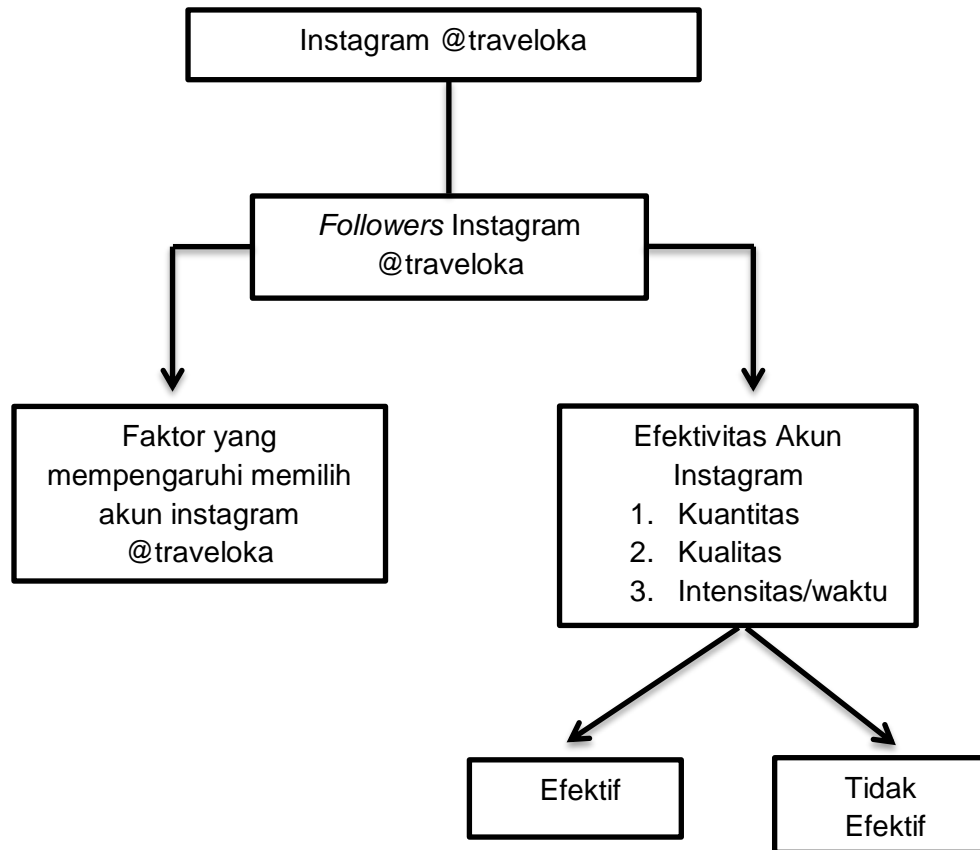 Instagram @traveloka
Followers Instagram
@traveloka
Faktor yang
mempengaruhi memilih
akun instagram
@traveloka
Efektivitas Akun
Instagram
1. Kuantitas
2. Kualitas
3. Intensitas/waktu
Efektif
Tidak
Efektif